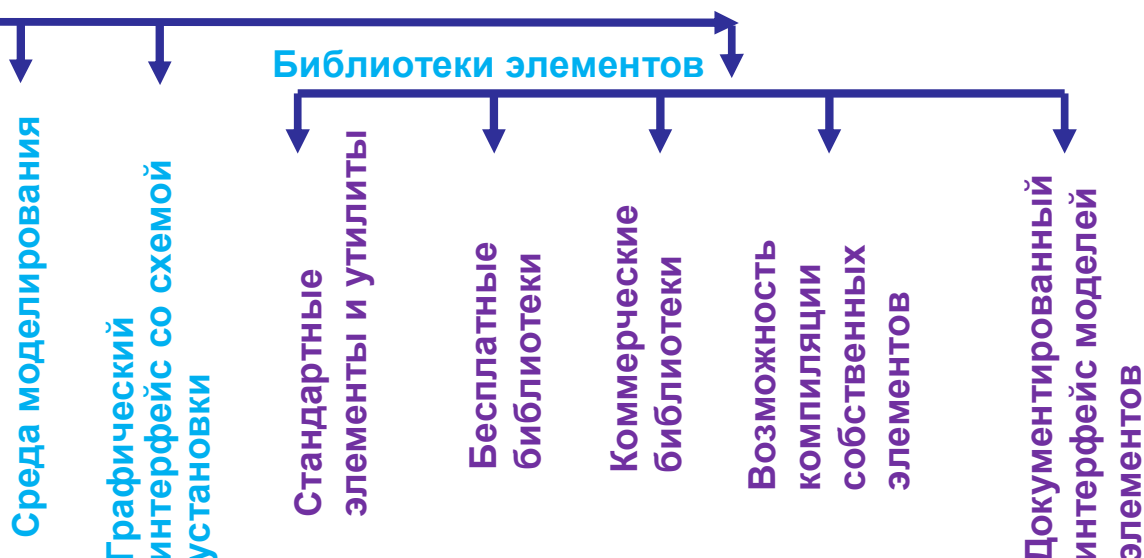 Библиотеки элементов
Среда моделирования
Графический
интерфейс со схемой
установки
Стандартные
элементы и утилиты
Бесплатные
библиотеки
Коммерческие
библиотеки
Возможность
компиляции
собственных
элементов
Документированный
интерфейс моделей
элементов